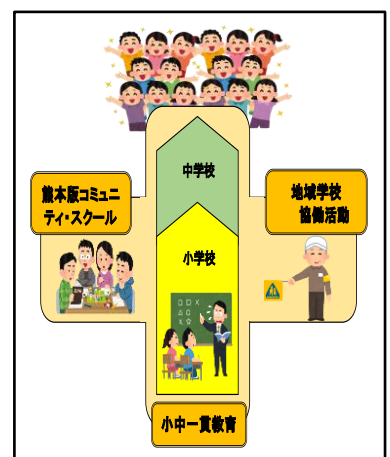 中学校
熊本版コミュニ
ティ・スクール
地域学校
協働活動
小学校
小中一貫教育